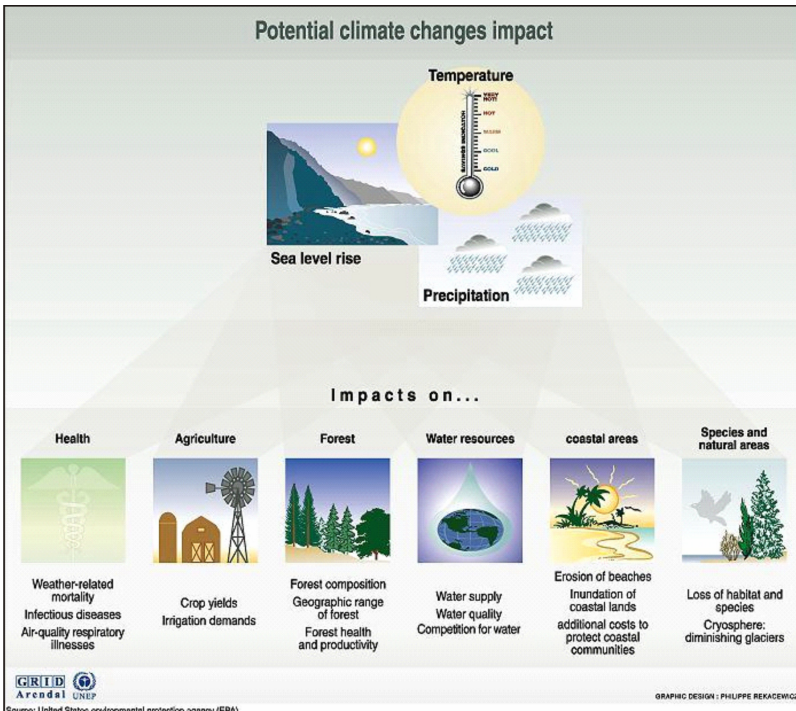 Potential climate changes impact
Temperature
VERY
HOT!
HOT
WARM
COOL
COLD
Sea level rise
Precipitation
Impacts on...
Health
Agriculture
Forest
Water resources
coastal areas
Species and
natural areas
Weather-related
mortality
Infectious diseases
Air-quality respiratory
illnesses
Crop yields
Irrigation demands
Forest composition
Geographic range
of forest
Forest health
and productivity
Water supply
Water quality
Competition for water
Erosion of beaches
Inundation of
coastal lands
additional costs to
protect coastal
communities
Loss of habitat and
species
Cryosphere:
diminishing glaciers
GRID
Arendal UNEP
GRAPHIC DESIGN : PHILIPPE REKACEWICZ
Source: United States environmental protection agency (EPA)